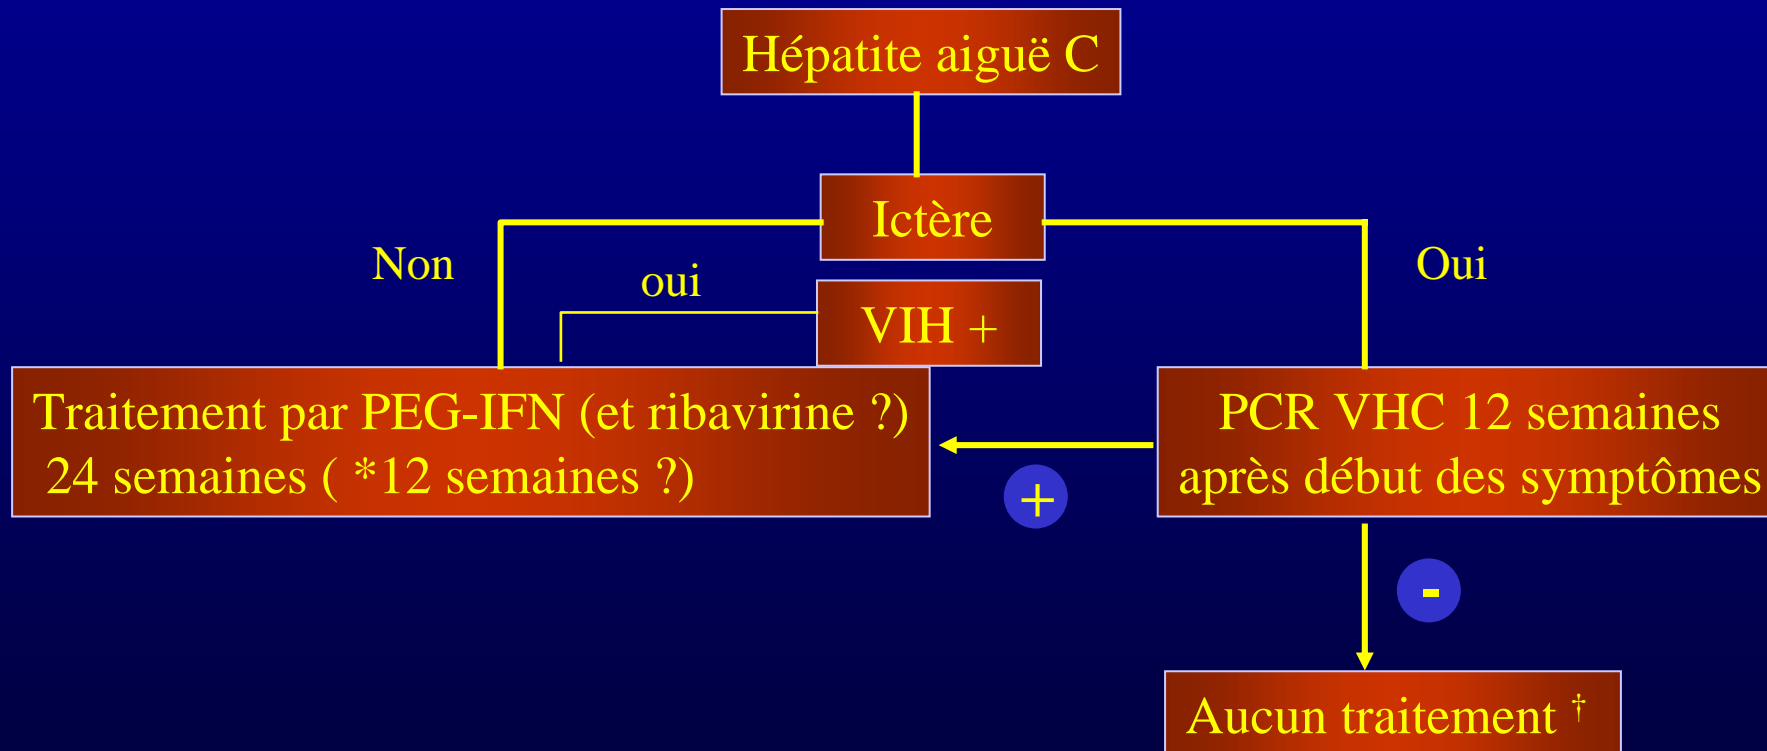 Hépatite aiguë C
Ictère
Non
oui
Oui
VIH +
Traitement par PEG-IFN (et ribavirine ?)
24 semaines ( *12 semaines ?)
PCR VHC 12 semaines
après début des symptômes
+
-
Aucun traitement †